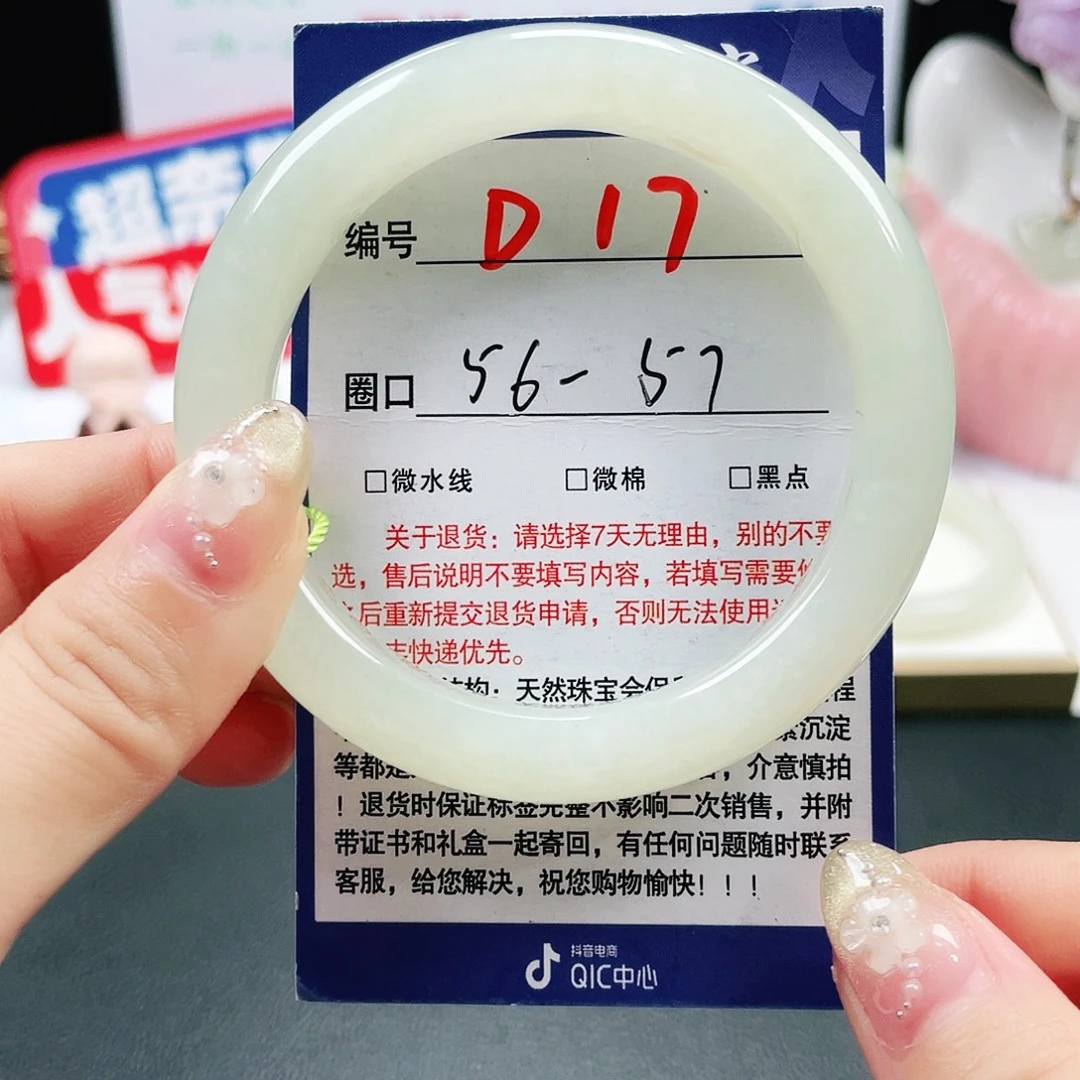 超奈
人气
编号 D17
圈口 56-57
□微水线 □微棉 □黑点
关于退货：请选择7天无理由，别的不要
选，售后说明不要填写内容，若填写需要
后重新提交退货申请，否则无法使用
快递优先。
结构：天然珠宝会 程
沉淀
等都是 ，介意慎拍
！退货时保证标签完整不影响二次销售，并附
带证书和礼盒一起寄回，有任何问题随时联系
客服，给您解决，祝您购物愉快！！！
抖音电商
QIC中心